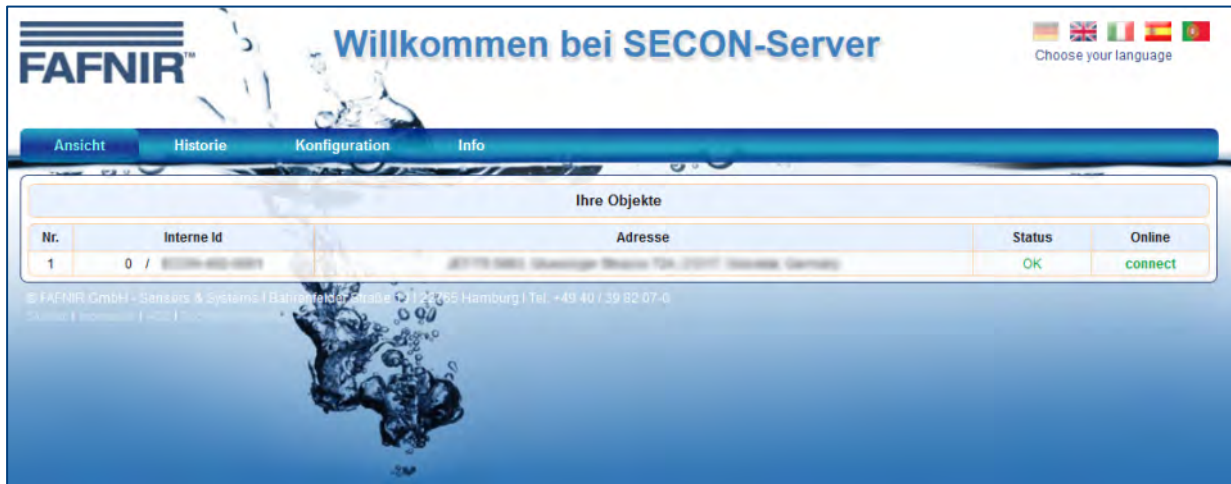 FAFNIR™
Willkommen bei SECON-Server
Choose your language
Ansicht Historie Konfiguration Info
Ihre Objekte
Nr. Interne Id Adresse Status Online
1 0 / OK connect
© FAFNIR GmbH - Sensors & Systems | Bahrenfelder Straße | 22765 Hamburg | Tel. +49 40 / 39 82 07-0